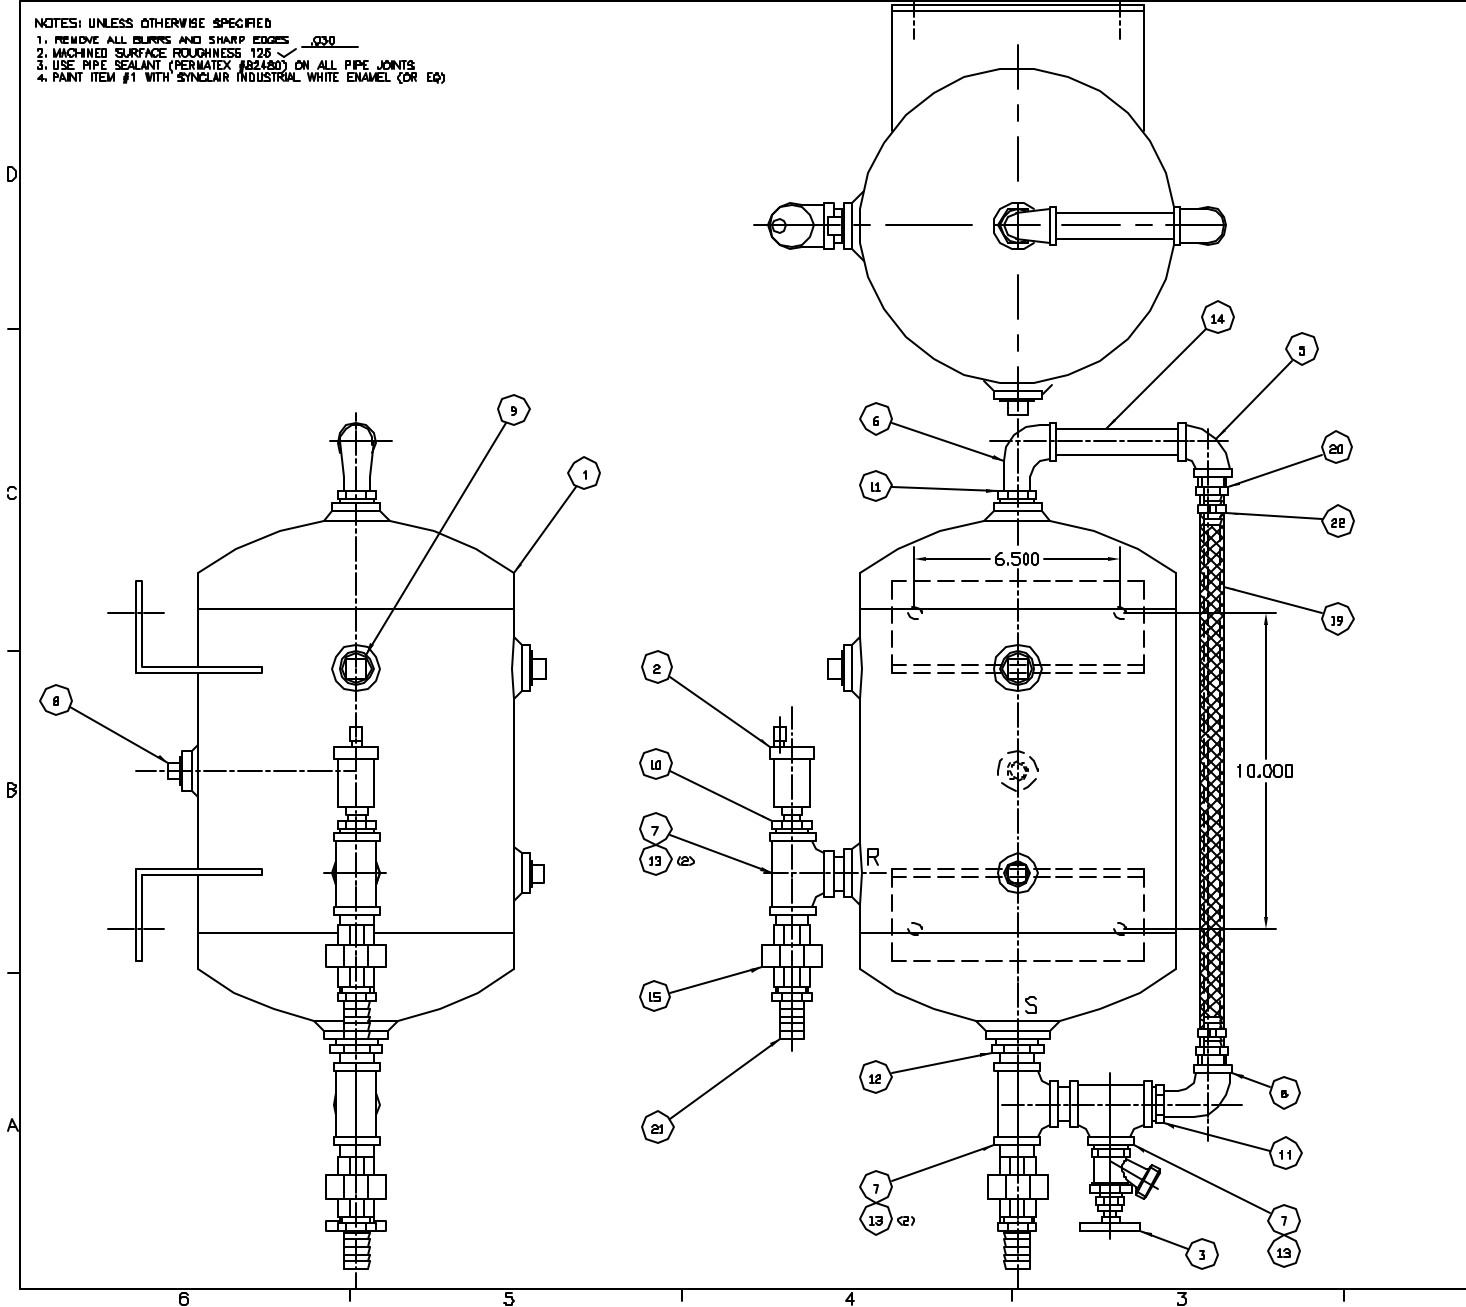 NOTES: UNLESS OTHERWISE SPECIFIED
1. REMOVE ALL BURRS AND SHARP EDGES .030
2. MACHINED SURFACE ROUGHNESS 125
3. USE PIPE SEALANT (PERMATEX #82480) ON ALL PIPE JOINTS
4. PAINT ITEM #1 WITH SYNCLAIR INDUSTRIAL WHITE ENAMEL (OR EQ)
D
14
5
9
6
20
1
C
11
22
6.500
19
2
8
10
10.000
B
7
13 (2)
R
15
S
12
6
21
A
11
7
13 (2)
7
13
3
6
5
4
3